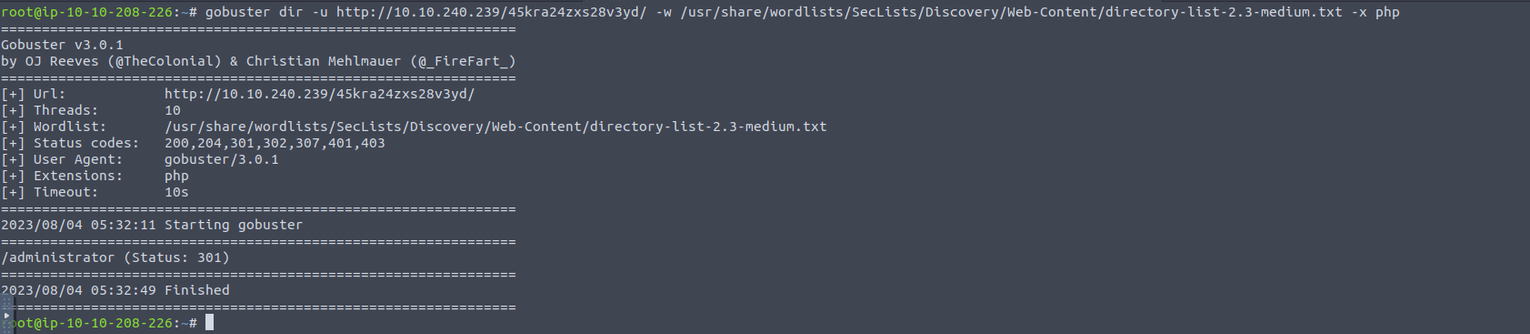 root@ip-10-10-208-226:~# gobuster dir -u http://10.10.240.239/45kra24zxs28v3yd/ -w /usr/share/wordlists/SecLists/Discovery/Web-Content/directory-list-2.3-medium.txt -x php
===============================================================
Gobuster v3.0.1
by OJ Reeves (@TheColonial) & Christian Mehlmauer (@_FireFart_)
===============================================================
[+] Url:            http://10.10.240.239/45kra24zxs28v3yd/
[+] Threads:        10
[+] Wordlist:       /usr/share/wordlists/SecLists/Discovery/Web-Content/directory-list-2.3-medium.txt
[+] Status codes:   200,204,301,302,307,401,403
[+] User Agent:     gobuster/3.0.1
[+] Extensions:     php
[+] Timeout:        10s
===============================================================
2023/08/04 05:32:11 Starting gobuster
===============================================================
/administrator (Status: 301)
===============================================================
2023/08/04 05:32:49 Finished
===============================================================
root@ip-10-10-208-226:~#